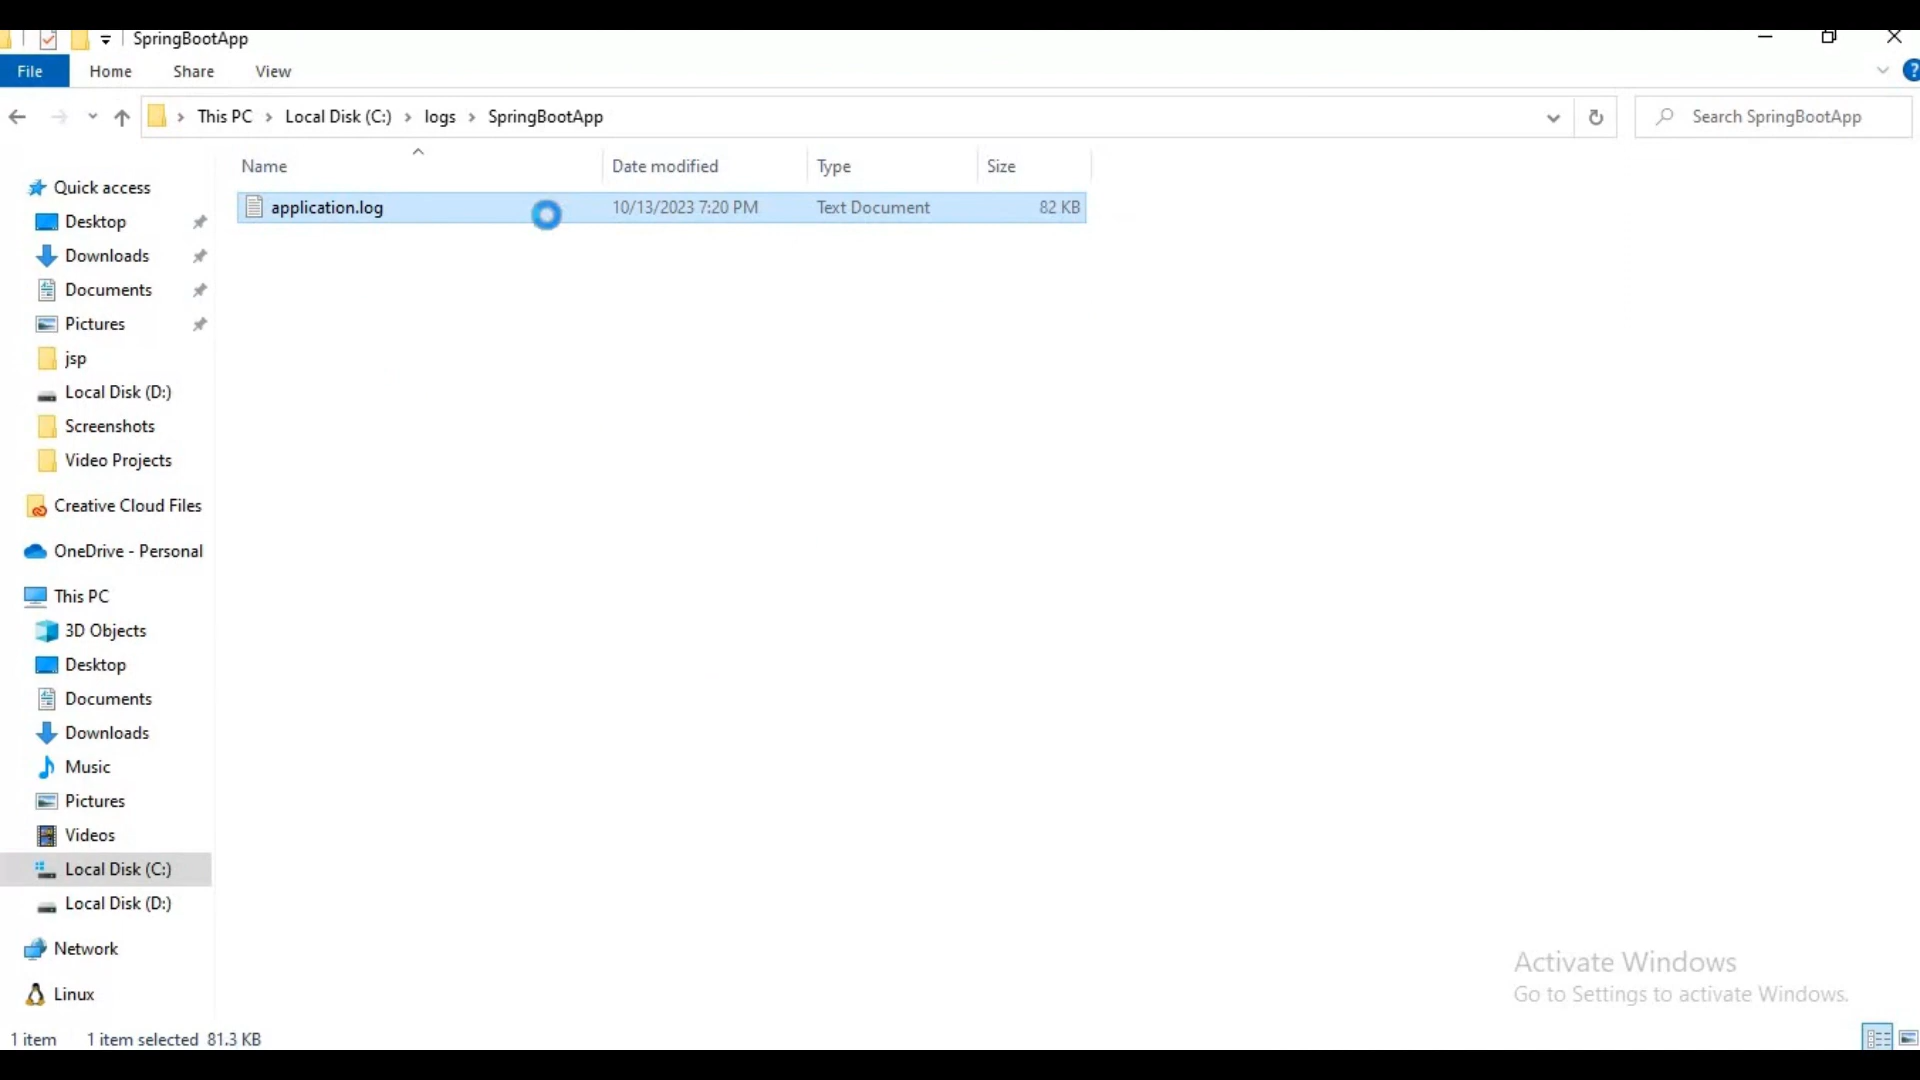 SpringBootApp
File Home Share View
This PC Local Disk (C:) logs SpringBootApp
Search SpringBootApp
Name Date modified Type Size
application.log 10/13/2023 7:20 PM Text Document 82 KB
Quick access
Desktop
Downloads
Documents
Pictures
jsp
Local Disk (D:)
Screenshots
Video Projects
Creative Cloud Files
OneDrive - Personal
This PC
3D Objects
Desktop
Documents
Downloads
Music
Pictures
Videos
Local Disk (C:)
Local Disk (D:)
Network
Linux
Activate Windows
Go to Settings to activate Windows.
1 item 1 item selected 81.3 KB